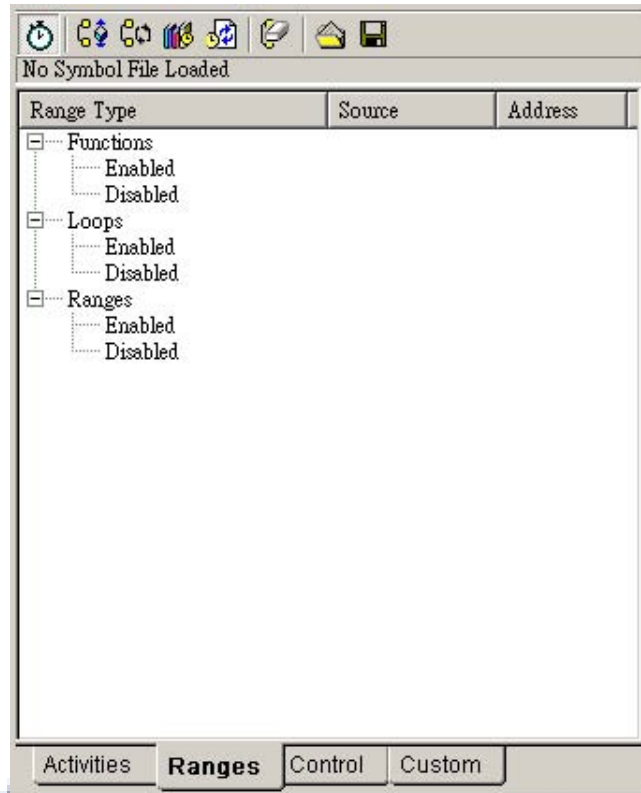 No Symbol File Loaded
Range Type Source Address
Functions
Enabled
Disabled
Loops
Enabled
Disabled
Ranges
Enabled
Disabled
Activities Ranges Control Custom